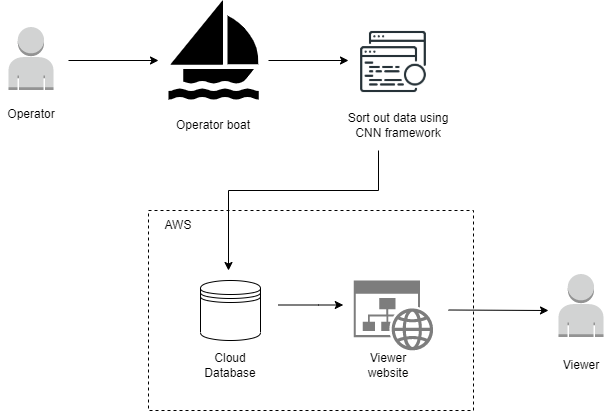 Operator
Operator boat
Sort out data using
CNN framework
AWS
Cloud
Database
Viewer
website
Viewer